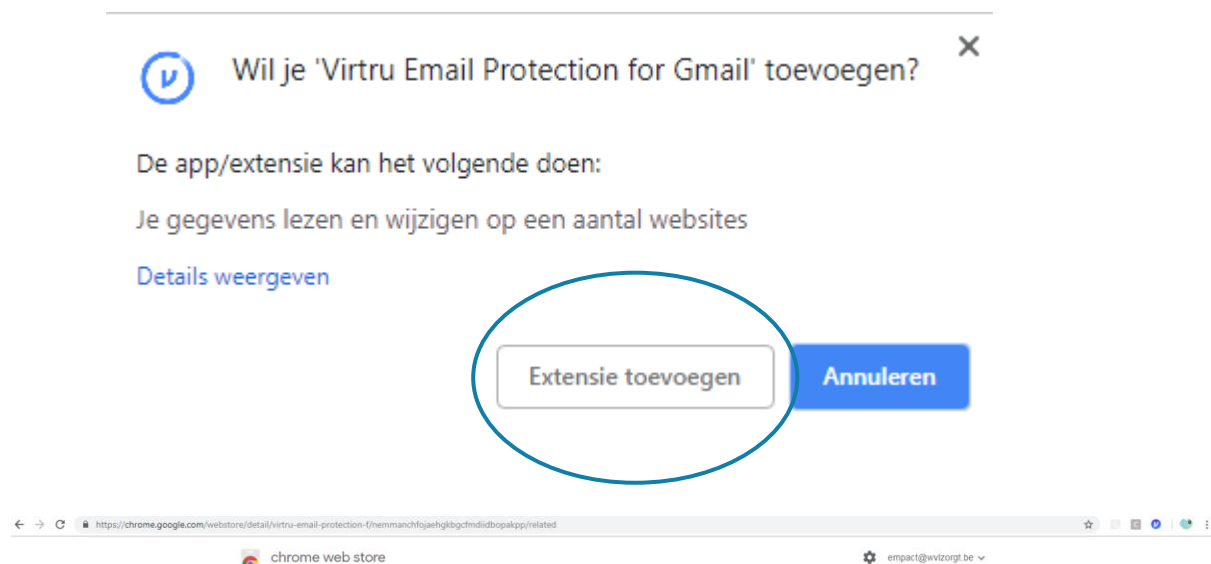 Wil je 'Virtru Email Protection for Gmail' toevoegen?
De app/extensie kan het volgende doen:
Je gegevens lezen en wijzigen op een aantal websites
Details weergeven
Extensie toevoegen
Annuleren
https://chrome.google.com/webstore/detail/virtru-email-protection-f/nemmanchfojaehgkbgcfmdiidbopakpp/related
chrome web store
empact@wvlzorgt.be